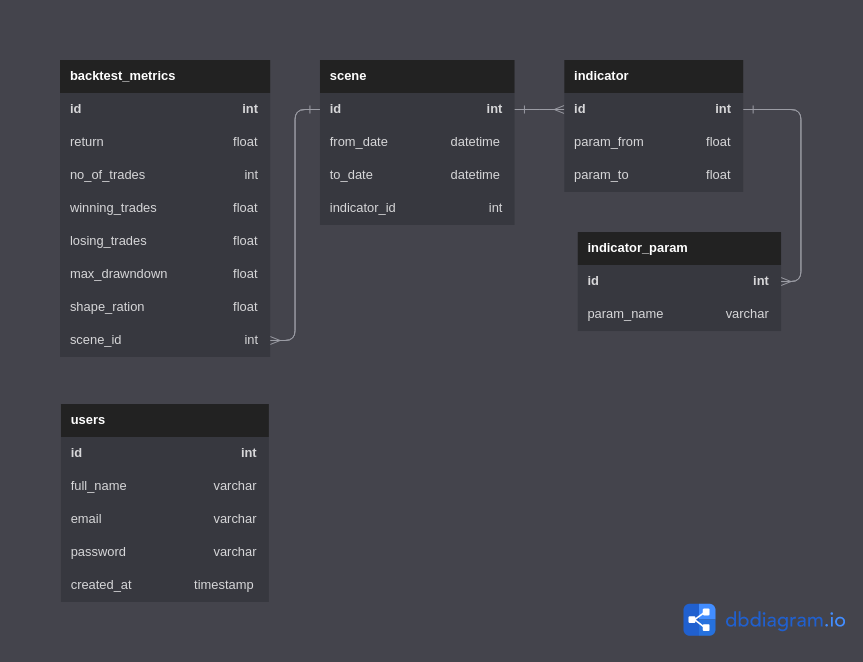 backtest_metrics
id int
return float
no_of_trades int
winning_trades float
losing_trades float
max_drawndown float
shape_ration float
scene_id int
scene
id int
from_date datetime
to_date datetime
indicator_id int
indicator
id int
param_from float
param_to float
indicator_param
id int
param_name varchar
users
id int
full_name varchar
email varchar
password varchar
created_at timestamp
dbdiagram.io